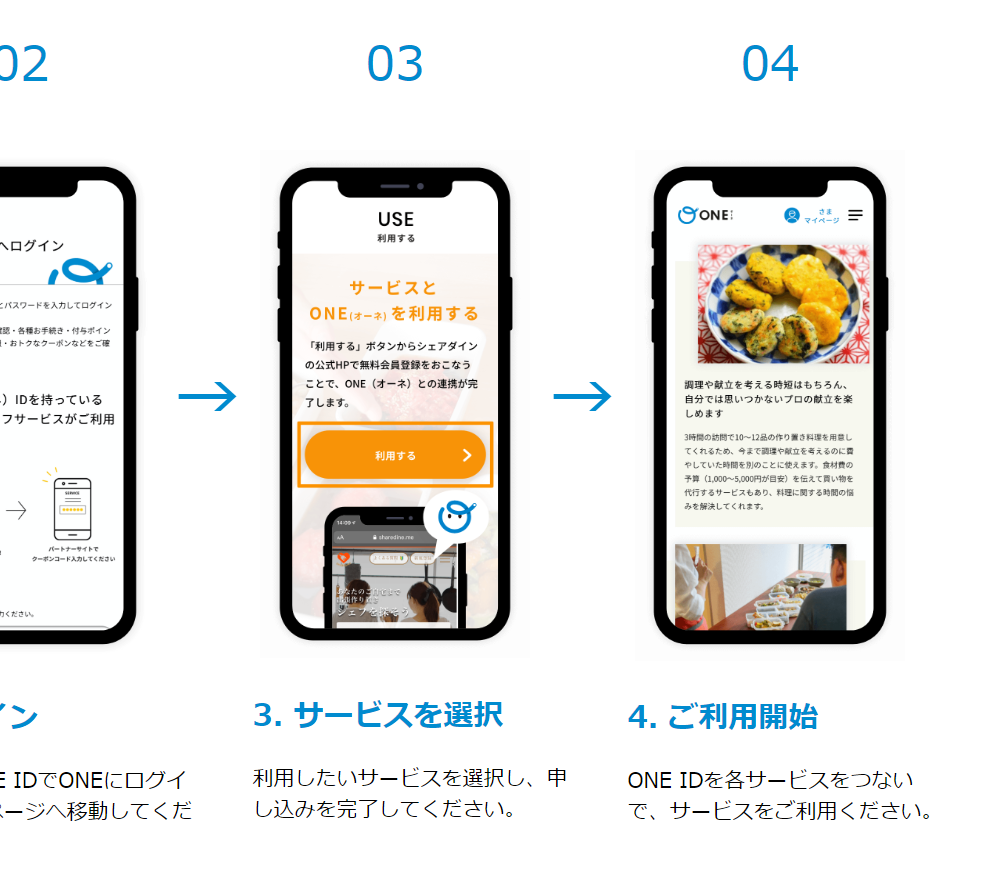 02
03
04
へログイン
とパスワードを入力してログイン
確認・各種お手続き・付与ポイン
・おトクなクーポンなどをご確
）IDを持っている
フサービスがご利用
SERVICE
パートナーサイトで
クーポンコード入力してください
力ください。
USE
利用する
サービスと
ONE(オーネ)を利用する
「利用する」ボタンからシェアダイン
の公式HPで無料会員登録をおこなう
ことで、ONE（オーネ）との連携が完
了します。
利用する
14:09
AA
sharedine.me
よくある質問
あなたのご自宅で
出張作り置き
シェフを探そう
ONE
さま
マイページ
調理や献立を考える時短はもちろん、
自分では思いつかないプロの献立を楽
しめます
3時間の訪問で10〜12品の作り置き料理を用意し
てくれるため、今まで調理や献立を考えるのに費
やしていた時間を別のことに使えます。食材費の
予算（1,000〜5,000円が目安）を伝えて買い物を
代行するサービスもあり、料理に関する時間の悩
みを解決してくれます。
イン
E IDでONEにログイ
ページへ移動してくだ
3. サービスを選択
利用したいサービスを選択し、申
し込みを完了してください。
4. ご利用開始
ONE IDを各サービスをつない
で、サービスをご利用ください。